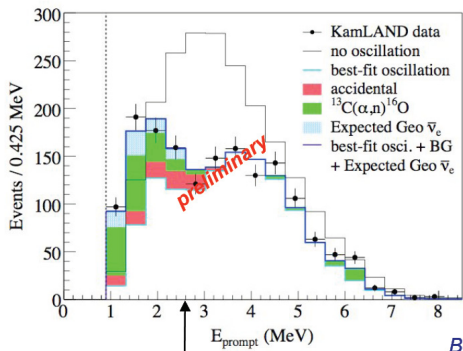 300
250
200
150
100
50
0
Events / 0.425 MeV
KamLAND data
no oscillation
best-fit oscillation
accidental
¹³C(α,n)¹⁶O
Expected Geo ν̄ₑ
best-fit osci. + BG
+ Expected Geo ν̄ₑ
preliminary
0 1 2 3 4 5 6 7 8
E_prompt (MeV)
B